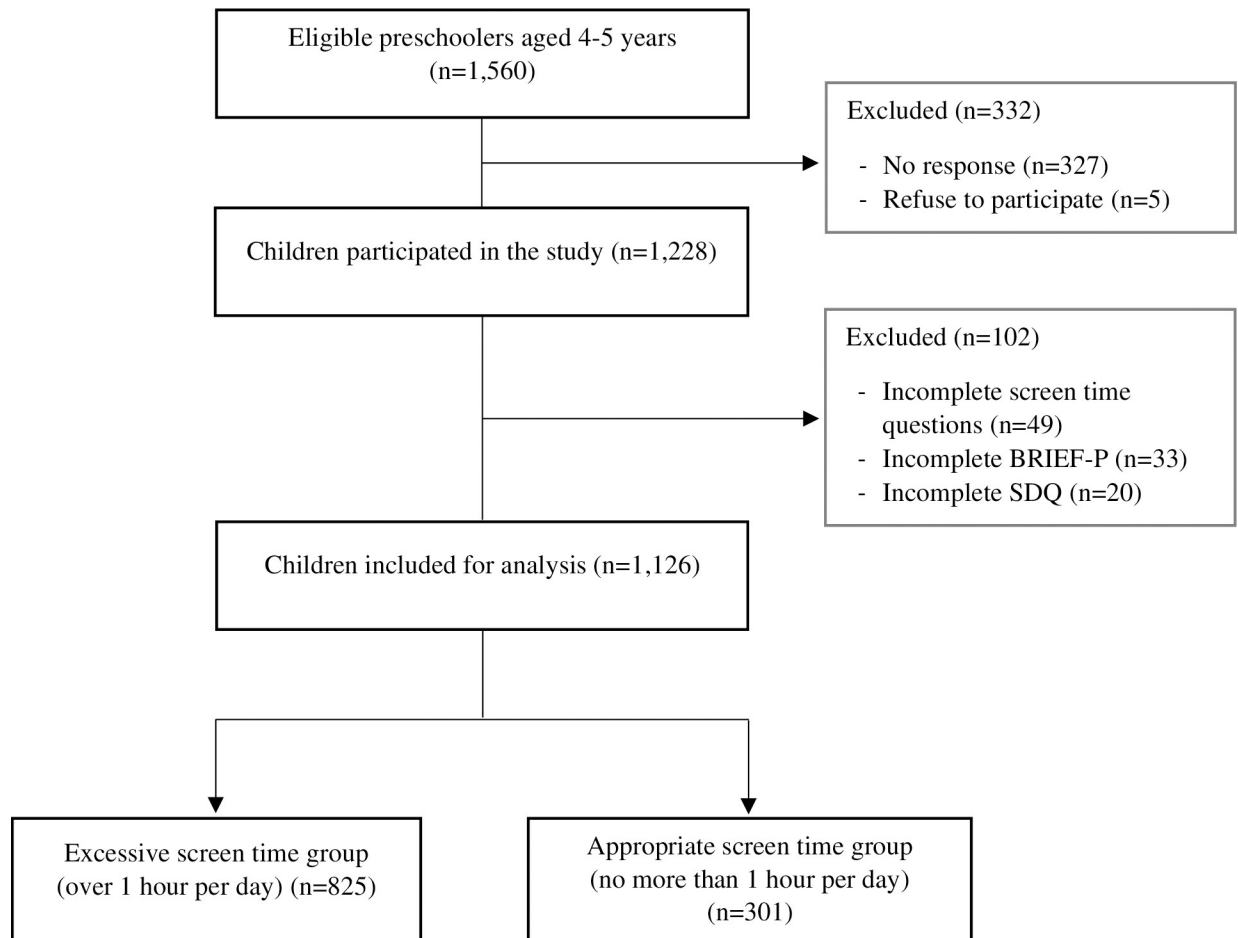 Eligible preschoolers aged 4-5 years
(n=1,560)
Excluded (n=332)
- No response (n=327)
- Refuse to participate (n=5)
Children participated in the study (n=1,228)
Excluded (n=102)
- Incomplete screen time
questions (n=49)
- Incomplete BRIEF-P (n=33)
- Incomplete SDQ (n=20)
Children included for analysis (n=1,126)
Excessive screen time group
(over 1 hour per day) (n=825)
Appropriate screen time group
(no more than 1 hour per day)
(n=301)